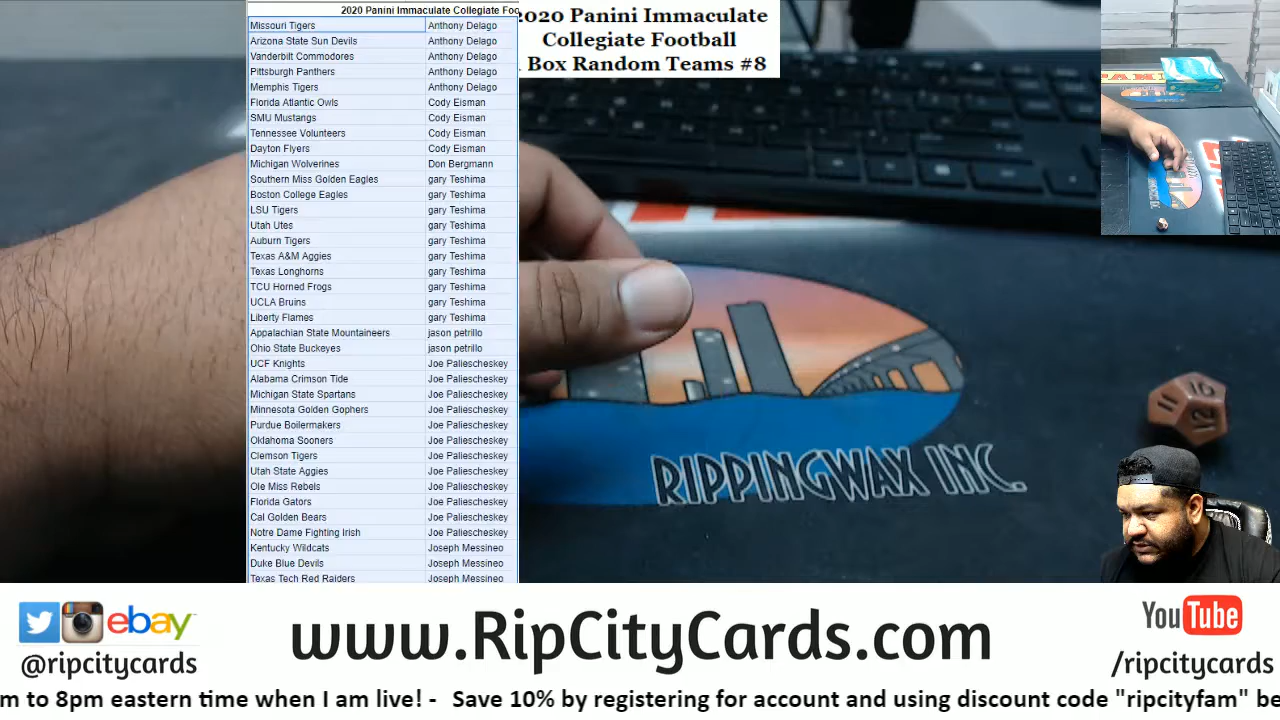 2020 Panini Immaculate Collegiate Foo
Missouri Tigers Anthony Delago
Arizona State Sun Devils Anthony Delago
Vanderbilt Commodores Anthony Delago
Pittsburgh Panthers Anthony Delago
Memphis Tigers Anthony Delago
Florida Atlantic Owls Cody Eisman
SMU Mustangs Cody Eisman
Tennessee Volunteers Cody Eisman
Dayton Flyers Cody Eisman
Michigan Wolverines Don Bergmann
Southern Miss Golden Eagles gary Teshima
Boston College Eagles gary Teshima
LSU Tigers gary Teshima
Utah Utes gary Teshima
Auburn Tigers gary Teshima
Texas A&M Aggies gary Teshima
Texas Longhorns gary Teshima
TCU Horned Frogs gary Teshima
UCLA Bruins gary Teshima
Liberty Flames gary Teshima
Appalachian State Mountaineers jason petrillo
Ohio State Buckeyes jason petrillo
UCF Knights Joe Paliescheskey
Alabama Crimson Tide Joe Paliescheskey
Michigan State Spartans Joe Paliescheskey
Minnesota Golden Gophers Joe Paliescheskey
Purdue Boilermakers Joe Paliescheskey
Oklahoma Sooners Joe Paliescheskey
Clemson Tigers Joe Paliescheskey
Utah State Aggies Joe Paliescheskey
Ole Miss Rebels Joe Paliescheskey
Florida Gators Joe Paliescheskey
Cal Golden Bears Joe Paliescheskey
Notre Dame Fighting Irish Joe Paliescheskey
Kentucky Wildcats Joseph Messineo
Duke Blue Devils Joseph Messineo
Texas Tech Red Raiders Joseph Messineo
2020 Panini Immaculate
Collegiate Football
Box Random Teams #8
RIPPINGWAX INC.
11
12
ebay
@ripcitycards
www.RipCityCards.com
YouTube
/ripcitycards
m to 8pm eastern time when I am live! - Save 10% by registering for account and using discount code "ripcityfam" be